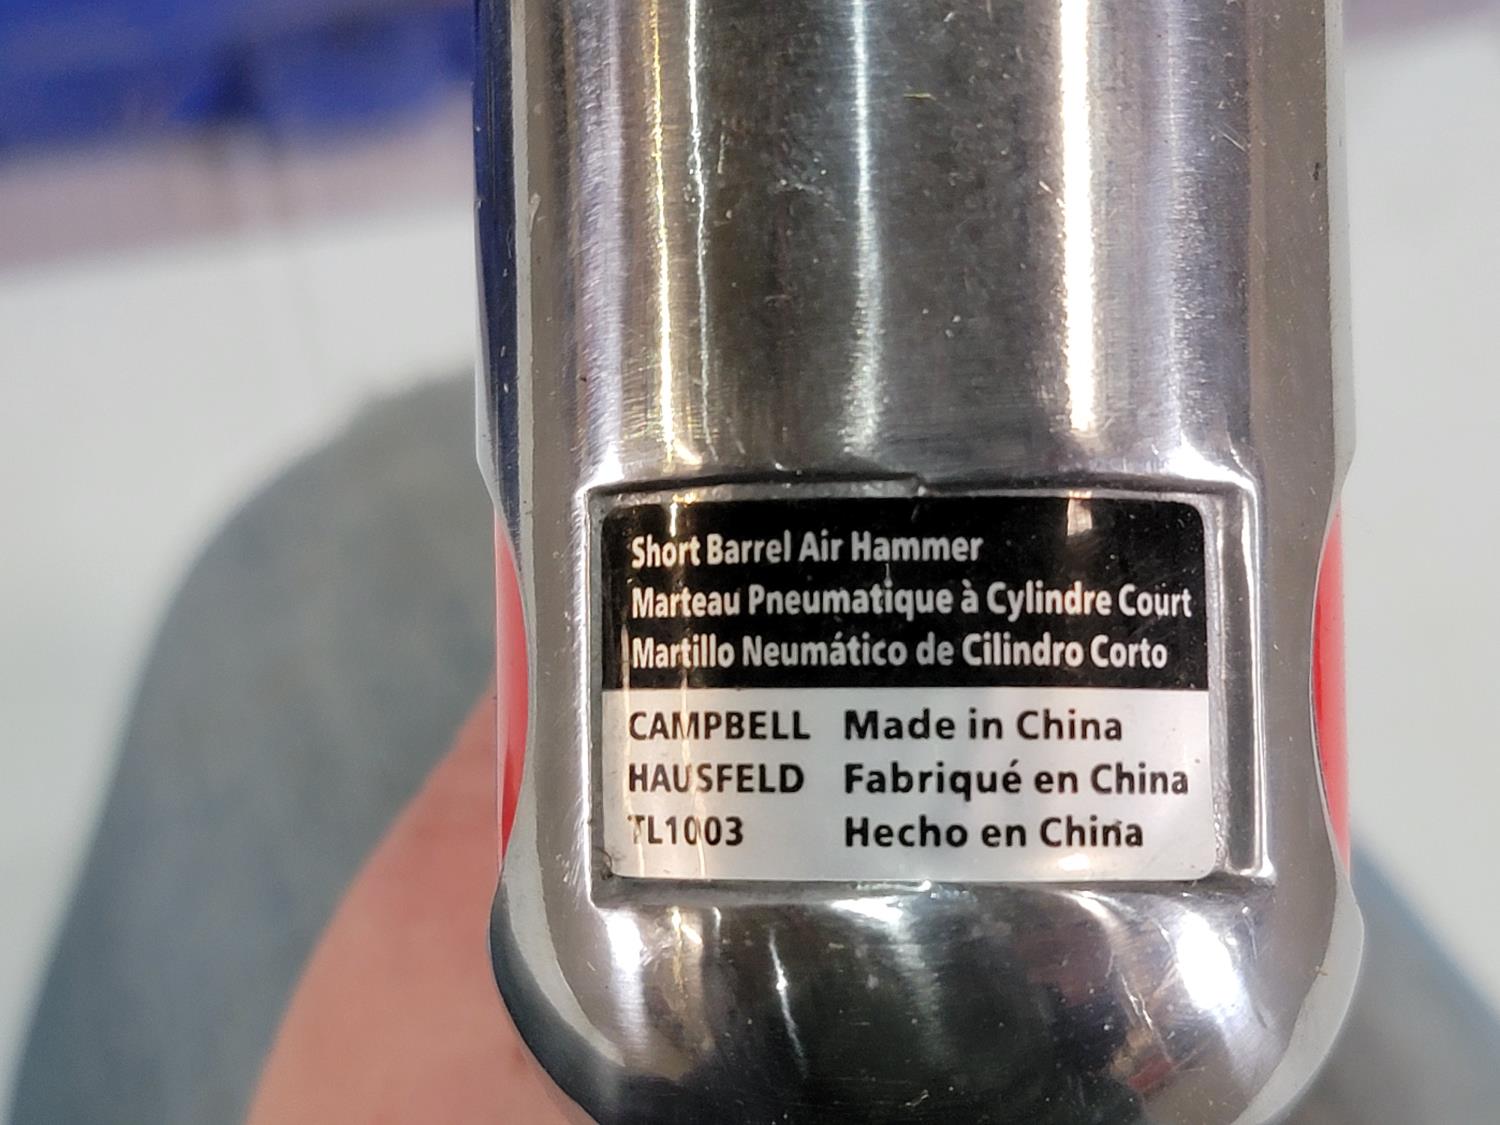 Short Barrel Air Hammer
Marteau Pneumatique à Cylindre Court
Martillo Neumático de Cilindro Corto
CAMPBELL Made in China
HAUSFELD Fabriqué en China
TL1003 Hecho en China